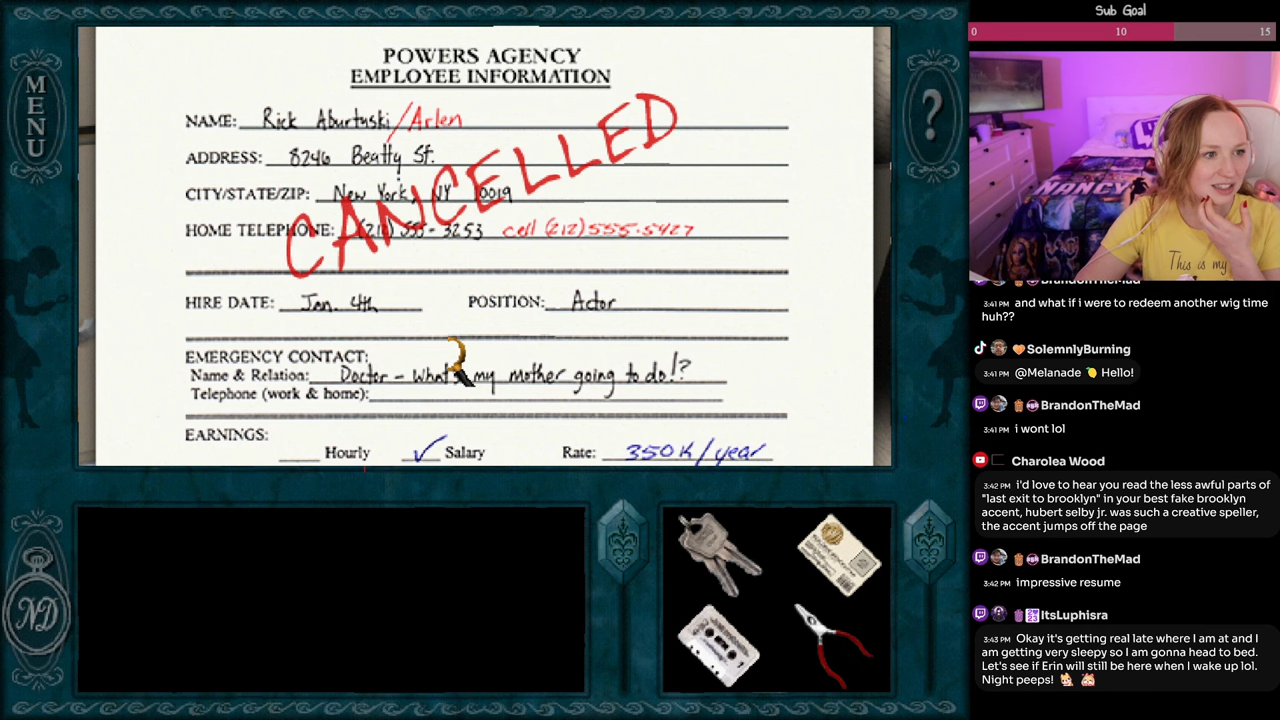 Sub Goal
0 10 15
MENU
?
POWERS AGENCY
EMPLOYEE INFORMATION
NAME: Rick Aburtuski/Arlen
ADDRESS: 8246 Beatty St.
CITY/STATE/ZIP: New York, NY 10019
HOME TELEPHONE: (212) 555-3253 cell (212) 555-5427
CANCELLED
HIRE DATE: Jan. 4th POSITION: Actor
EMERGENCY CONTACT:
Name & Relation: Doctor - What's my mother going to do!?
Telephone (work & home):
EARNINGS:
Hourly ✓ Salary Rate: 350K/year
ND
NANCY
This is my
BrandonTheMad
3:41 PM and what if i were to redeem another wig time
huh??
SolemnlyBurning
3:41 PM @Melanade 🍋 Hello!
BrandonTheMad
3:41 PM i wont lol
Charolea Wood
3:42 PM i'd love to hear you read the less awful parts of
"last exit to brooklyn" in your best fake brooklyn
accent, hubert selby jr. was such a creative speller,
the accent jumps off the page
BrandonTheMad
3:42 PM impressive resume
ItsLuphisra
3:43 PM Okay it's getting real late where I am at and I
am getting very sleepy so I am gonna head to bed.
Let's see if Erin will still be here when I wake up lol.
Night peeps!